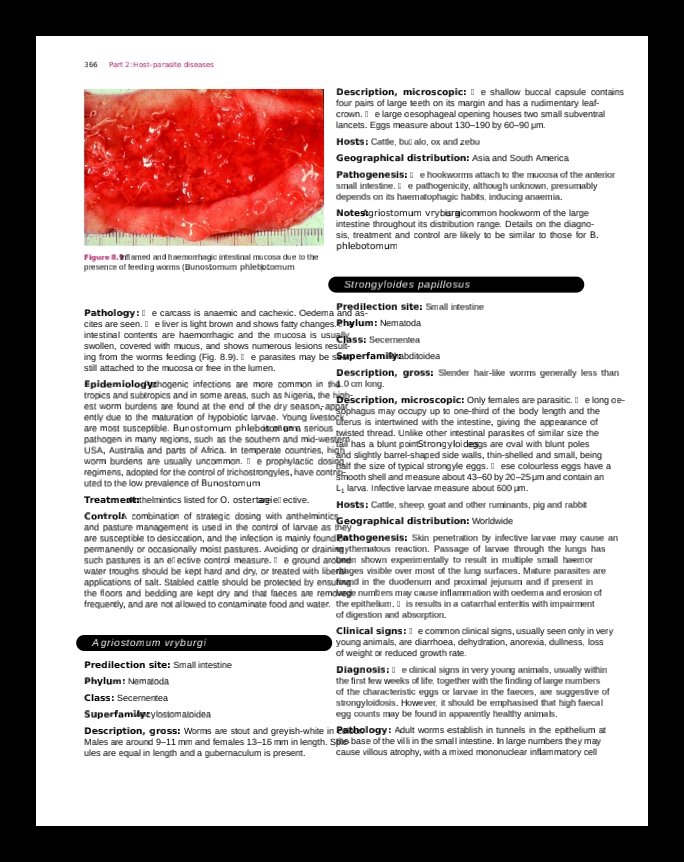 366 Part 2: Host-parasite diseases
Figure 8.9 Inflamed and haemorrhagic intestinal mucosa due to the
presence of feeding worms (Bunostomum phlebotomum
Pathology: e carcass is anaemic and cachexic. Oedema and as-
cites are seen. e liver is light brown and shows fatty changes.
intestinal contents are haemorrhagic and the mucosa is usually
swollen, covered with mucus, and shows numerous lesions result-
ing from the worms feeding (Fig. 8.9). e parasites may be seen
still attached to the mucosa or free in the lumen.
Epidemiology: Pathogenic infections are more common in the
tropics and subtropics and in some areas, such as Nigeria, the high-
est worm burdens are found at the end of the dry season, appar-
ently due to the maturation of hypobiotic larvae. Young livestock
are most susceptible. Bunostomum phlebotomum is a serious
pathogen in many regions, such as the southern and mid-western
USA, Australia and parts of Africa. In temperate countries, high
worm burdens are usually uncommon. e prophylactic dosing
regimens, adopted for the control of trichostrongyles, have contrib-
uted to the low prevalence of Bunostomum
Treatment: Anthelmintics listed for O. ostertagi are e ective.
Control: A combination of strategic dosing with anthelmintics
and pasture management is used in the control of larvae as they
are susceptible to desiccation, and the infection is mainly found on
permanently or occasionally moist pastures. Avoiding or draining
such pastures is an e ective control measure. e ground around
water troughs should be kept hard and dry, or treated with liberal
applications of salt. Stabled cattle should be protected by ensuring
the floors and bedding are kept dry and that faeces are removed
frequently, and are not allowed to contaminate food and water.
Agriostomum vryburgi
Predilection site: Small intestine
Phylum: Nematoda
Class: Secernentea
Superfamily: Ancylostomatoidea
Description, gross: Worms are stout and greyish-white in colour.
Males are around 9–11 mm and females 13–16 mm in length. Spic-
ules are equal in length and a gubernaculum is present.
Description, microscopic: e shallow buccal capsule contains
four pairs of large teeth on its margin and has a rudimentary leaf-
crown. e large oesophageal opening houses two small subventral
lancets. Eggs measure about 130–190 by 60–90 µm.
Hosts: Cattle, bu alo, ox and zebu
Geographical distribution: Asia and South America
Pathogenesis: e hookworms attach to the mucosa of the anterior
small intestine. e pathogenicity, although unknown, presumably
depends on its haematophagic habits, inducing anaemia.
Notes: Agriostomum vryburgi is a common hookworm of the large
intestine throughout its distribution range. Details on the diagno-
sis, treatment and control are likely to be similar to those for B.
phlebotomum
Strongyloides papillosus
Predilection site: Small intestine
Phylum: Nematoda
Class: Secernentea
Superfamily: Rhabditoidea
Description, gross: Slender hair-like worms generally less than
1.0 cm long.
Description, microscopic: Only females are parasitic. e long oe-
sophagus may occupy up to one-third of the body length and the
uterus is intertwined with the intestine, giving the appearance of
twisted thread. Unlike other intestinal parasites of similar size the
tail has a blunt point. Strongyloides eggs are oval with blunt poles
and slightly barrel-shaped side walls, thin-shelled and small, being
half the size of typical strongyle eggs. ese colourless eggs have a
smooth shell and measure about 43–60 by 20–25 µm and contain an
L1 larva. Infective larvae measure about 600 µm.
Hosts: Cattle, sheep, goat and other ruminants, pig and rabbit
Geographical distribution: Worldwide
Pathogenesis: Skin penetration by infective larvae may cause an
erythematous reaction. Passage of larvae through the lungs has
been shown experimentally to result in multiple small haemor
rhages visible over most of the lung surfaces. Mature parasites are
found in the duodenum and proximal jejunum and if present in
large numbers may cause inflammation with oedema and erosion of
the epithelium. is results in a catarrhal enteritis with impairment
of digestion and absorption.
Clinical signs: e common clinical signs, usually seen only in very
young animals, are diarrhoea, dehydration, anorexia, dullness, loss
of weight or reduced growth rate.
Diagnosis: e clinical signs in very young animals, usually within
the first few weeks of life, together with the finding of large numbers
of the characteristic eggs or larvae in the faeces, are suggestive of
strongyloidosis. However, it should be emphasised that high faecal
egg counts may be found in apparently healthy animals.
Pathology: Adult worms establish in tunnels in the epithelium at
the base of the villi in the small intestine. In large numbers they may
cause villous atrophy, with a mixed mononuclear inflammatory cell